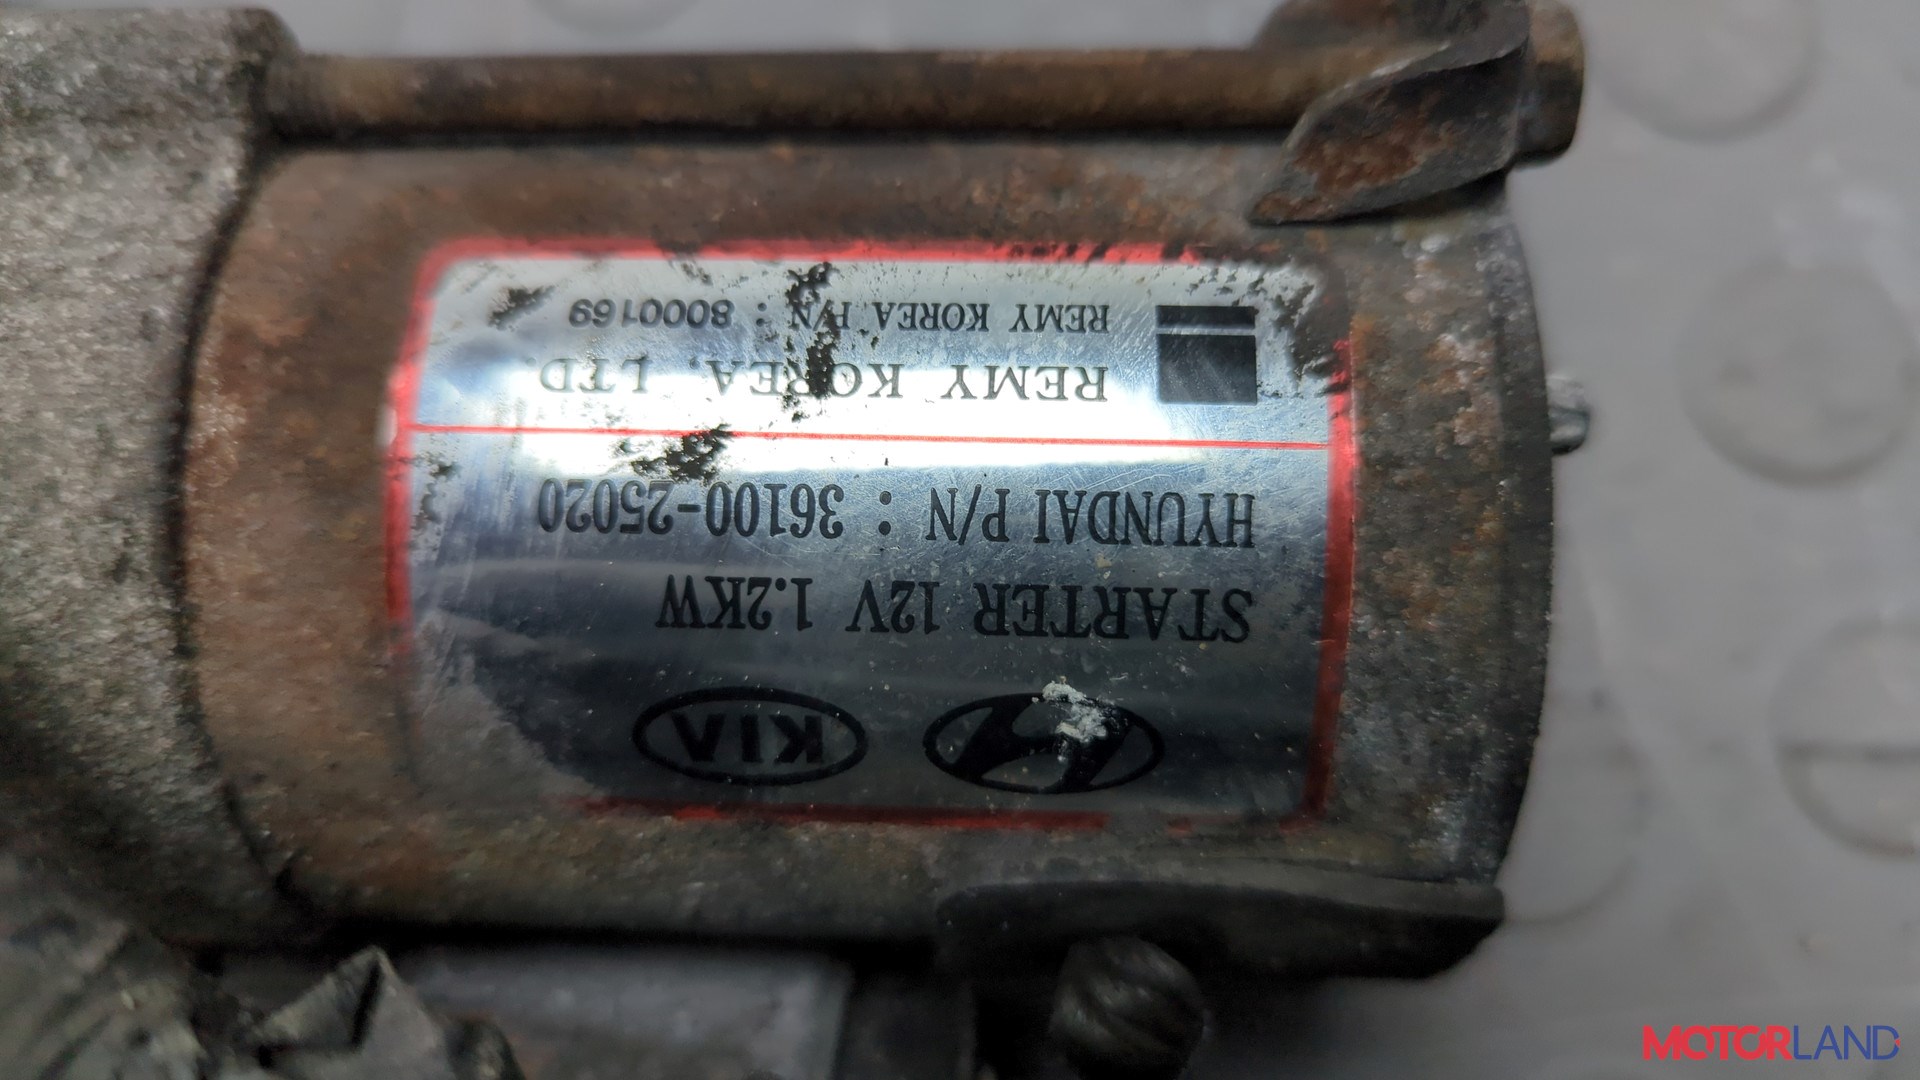 KIA
STARTER 12V 1.2KW
HYUNDAI P/N : 36100-25020
REMY KOREA, LTD.
REMY KOREA P/N : 8000169
MOTORLAND